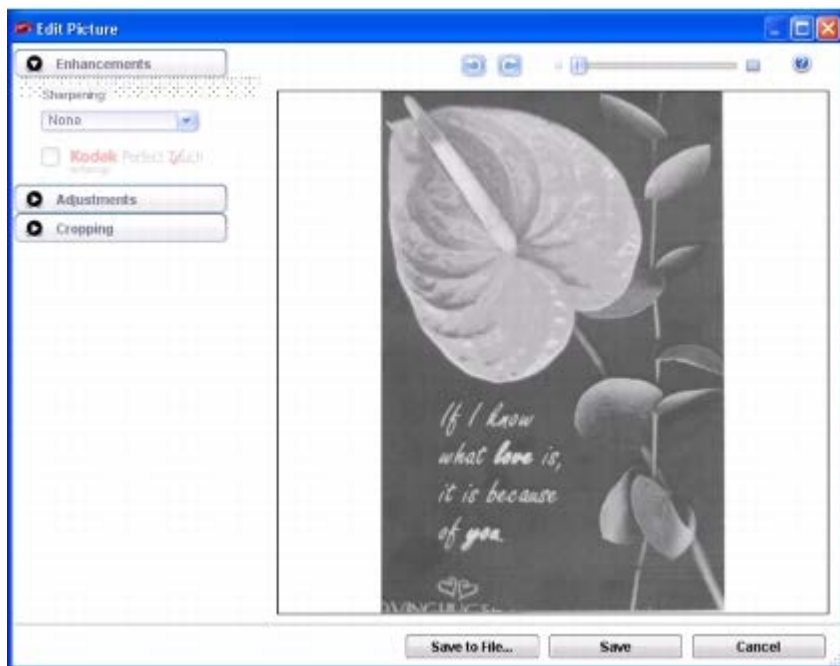 Edit Picture
Enhancements
Sharpening:
None
Kodak Perfect Touch
Adjustments
Cropping
If I know
what love is,
it is because
of you.
Save to File...
Save
Cancel